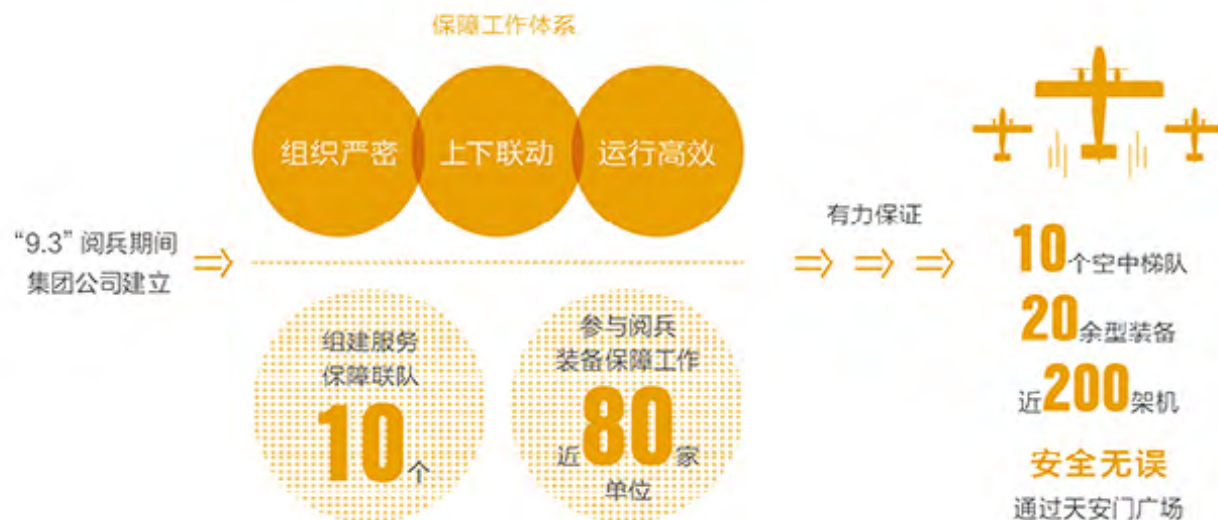 “9.3” 阅兵期间
集团公司建立
保障工作体系
组织严密
上下联动
运行高效
组建服务
保障联队
10个
参与阅兵
装备保障工作
近80家
单位
有力保证
10个空中梯队
20余型装备
近200架机
安全无误
通过天安门广场